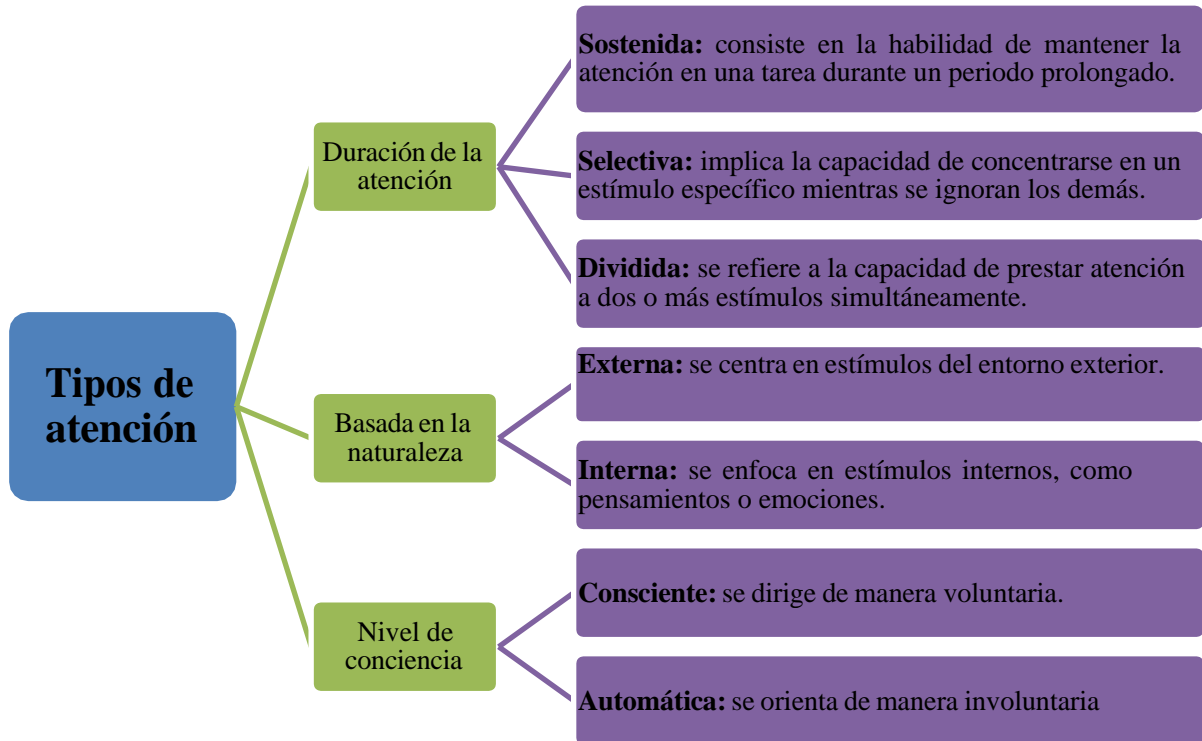 Tipos de
atención
Duración de la
atención
Sostenida: consiste en la habilidad de mantener la
atención en una tarea durante un periodo prolongado.
Selectiva: implica la capacidad de concentrarse en un
estímulo específico mientras se ignoran los demás.
Dividida: se refiere a la capacidad de prestar atención
a dos o más estímulos simultáneamente.
Basada en la
naturaleza
Externa: se centra en estímulos del entorno exterior.
Interna: se enfoca en estímulos internos, como
pensamientos o emociones.
Nivel de
conciencia
Consciente: se dirige de manera voluntaria.
Automática: se orienta de manera involuntaria